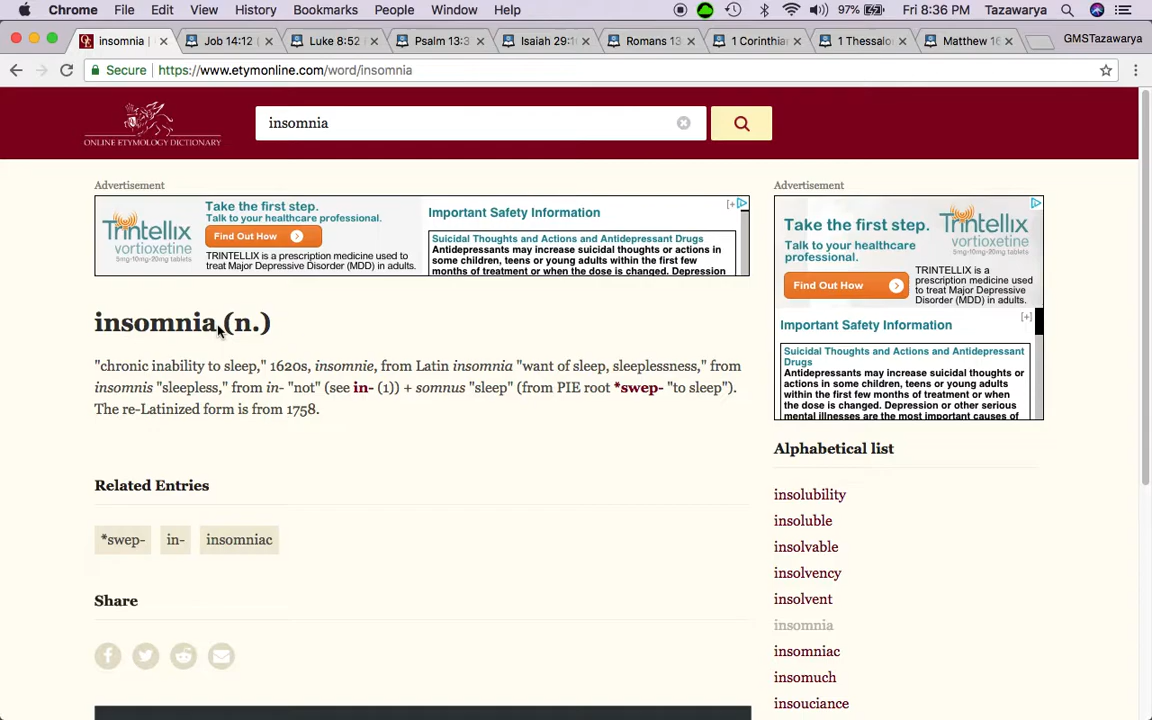 Chrome File Edit View History Bookmarks People Window Help 97% Fri 8:36 PM Tazawarya
insomnia | Job 14:12 ( Luke 8:52 ( Psalm 13:3 Isaiah 29:1 Romans 13: 1 Corinthian 1 Thessalo Matthew 16 GMSTazawarya
Secure https://www.etymonline.com/word/insomnia
ONLINE ETYMOLOGY DICTIONARY
insomnia
Advertisement
Trintellix
vortioxetine
5mg·10mg·20mg tablets
Take the first step.
Talk to your healthcare professional.
Find Out How
TRINTELLIX is a prescription medicine used
to treat Major Depressive Disorder (MDD) in adults.
Important Safety Information
[+]
Suicidal Thoughts and Actions and Antidepressant Drugs
Antidepressants may increase suicidal thoughts or actions in
some children, teens or young adults within the first few
months of treatment or when the dose is changed. Depression
insomnia (n.)
"chronic inability to sleep," 1620s, insomnie, from Latin insomnia "want of sleep, sleeplessness," from
insomnis "sleepless," from in- "not" (see in- (1)) + somnus "sleep" (from PIE root *swep- "to sleep").
The re-Latinized form is from 1758.
Related Entries
*swep- in- insomniac
Share
Advertisement
Take the first step.
Talk to your healthcare
professional.
Find Out How
Trintellix
vortioxetine
5mg·10mg·20mg tablets
TRINTELLIX is a
prescription medicine used
to treat Major Depressive
Disorder (MDD) in adults.
[+]
Important Safety Information
Suicidal Thoughts and Actions and Antidepressant
Drugs
Antidepressants may increase suicidal thoughts or
actions in some children, teens or young adults
within the first few months of treatment or when the
dose is changed. Depression or other serious
mental illnesses are the most important causes of
Alphabetical list
insolubility
insoluble
insolvable
insolvency
insolvent
insomnia
insomniac
insomuch
insouciance